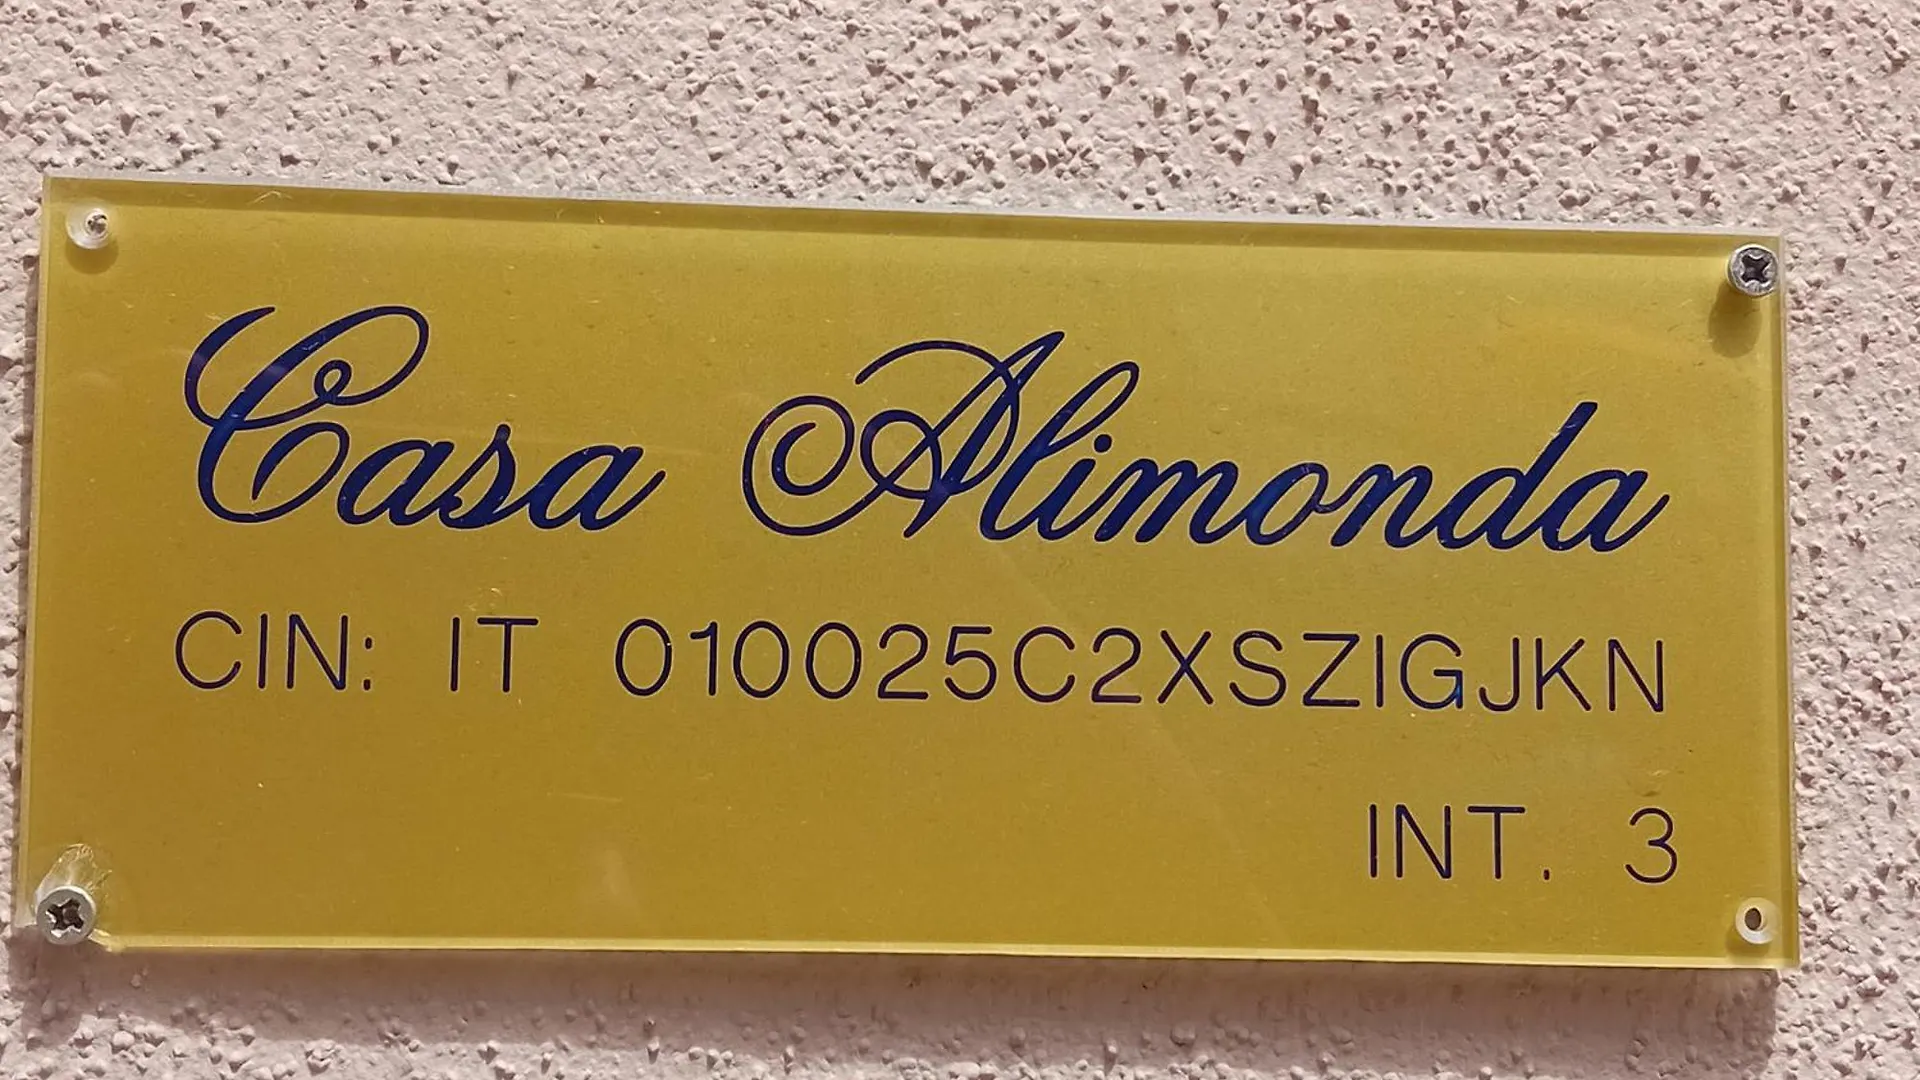 Casa Alimonda
CIN: IT 010025C2XSZIGJKN
INT. 3